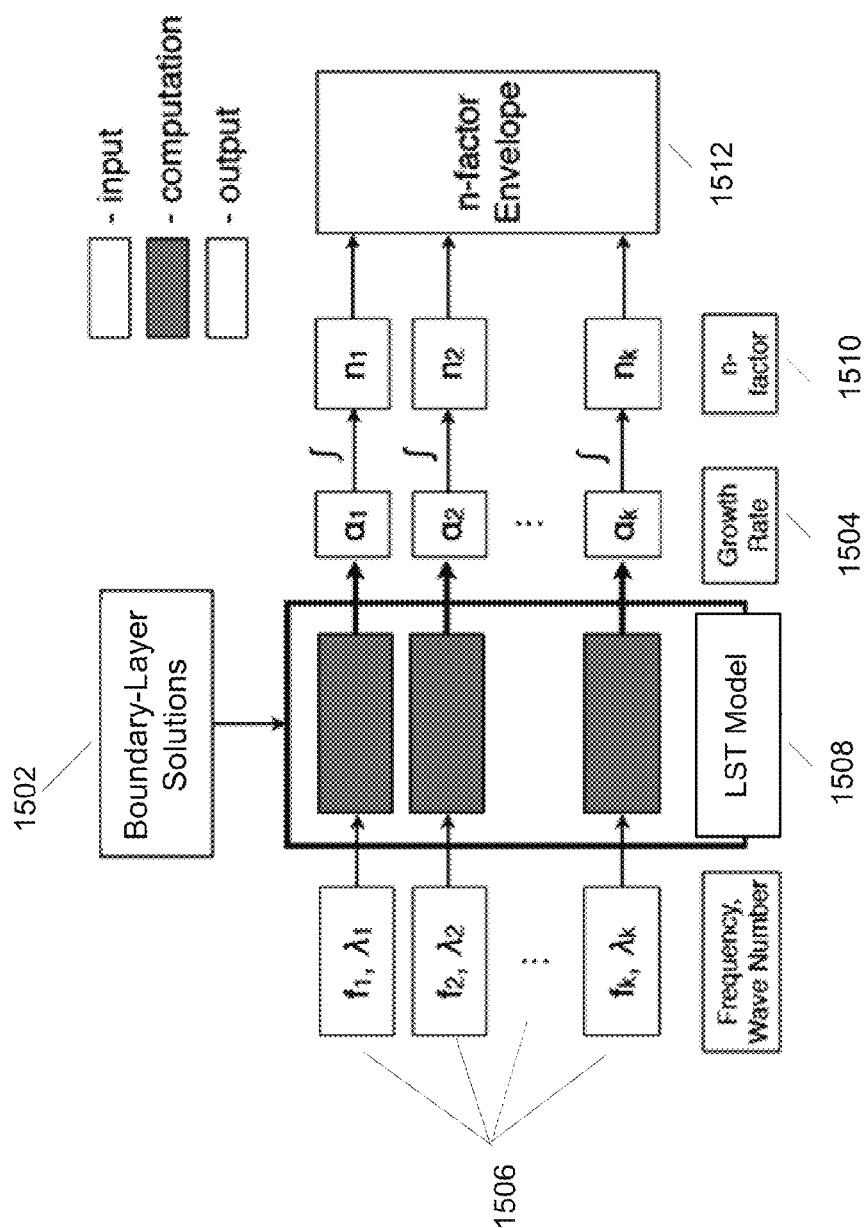 - input
- computation
- output
1502
Boundary-Layer
Solutions
f1, λ1
α1
∫
n1
f2, λ2
α2
∫
n2
⋮
⋮
fk, λk
αk
∫
nk
n-factor
Envelope
1512
1506
Frequency,
Wave Number
LST Model
1508
Growth
Rate
1504
n-
factor
1510